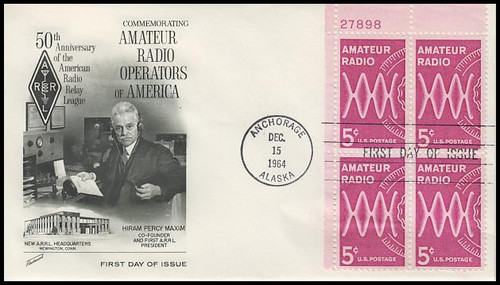 COMMEMORATING
AMATEUR
RADIO
OPERATORS
OF AMERICA
50th
Anniversary
of the
American
Radio
Relay
League
A
R R
L
HIRAM PERCY MAXIM
CO-FOUNDER
AND FIRST A.R.R.L.
PRESIDENT
NEW A.R.R.L. HEADQUARTERS
NEWINGTON, CONN.
Fleetwood
FIRST DAY OF ISSUE
ANCHORAGE
DEC.
15
1964
ALASKA
FIRST DAY OF ISSUE
27898
AMATEUR
RADIO
5¢ U.S. POSTAGE
AMATEUR
RADIO
5¢ U.S. POSTAGE
AMATEUR
RADIO
5¢ U.S. POSTAGE
AMATEUR
RADIO
5¢ U.S. POSTAGE